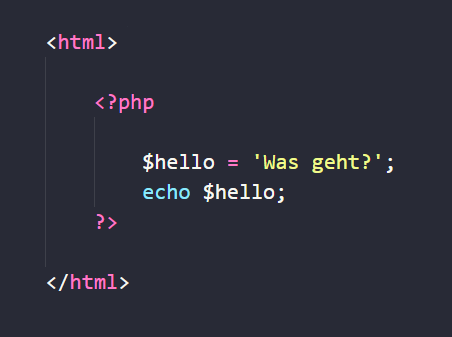 <html>
<?php
$hello = 'Was geht?';
echo $hello;
?>
</html>